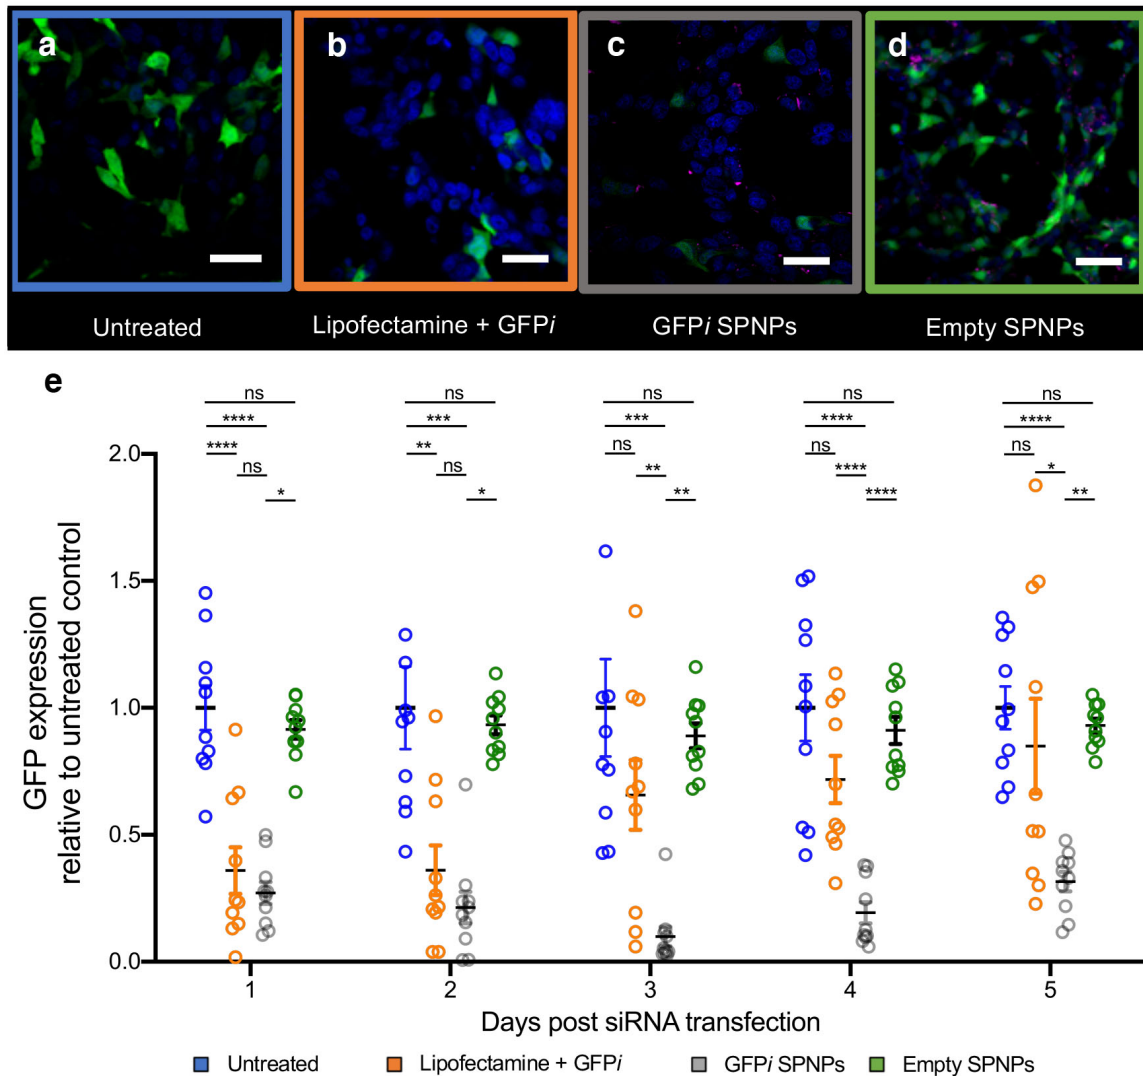 a b c d
Untreated Lipofectamine + GFPi GFPi SPNPs Empty SPNPs
e
ns ns ns ns ns
**** *** *** **** ****
**** ** ns ns ns
ns ns ** **** *
* * ** **** **
2.0
1.5
1.0
0.5
0.0
GFP expression
relative to untreated control
1 2 3 4 5
Days post siRNA transfection
Untreated Lipofectamine + GFPi GFPi SPNPs Empty SPNPs